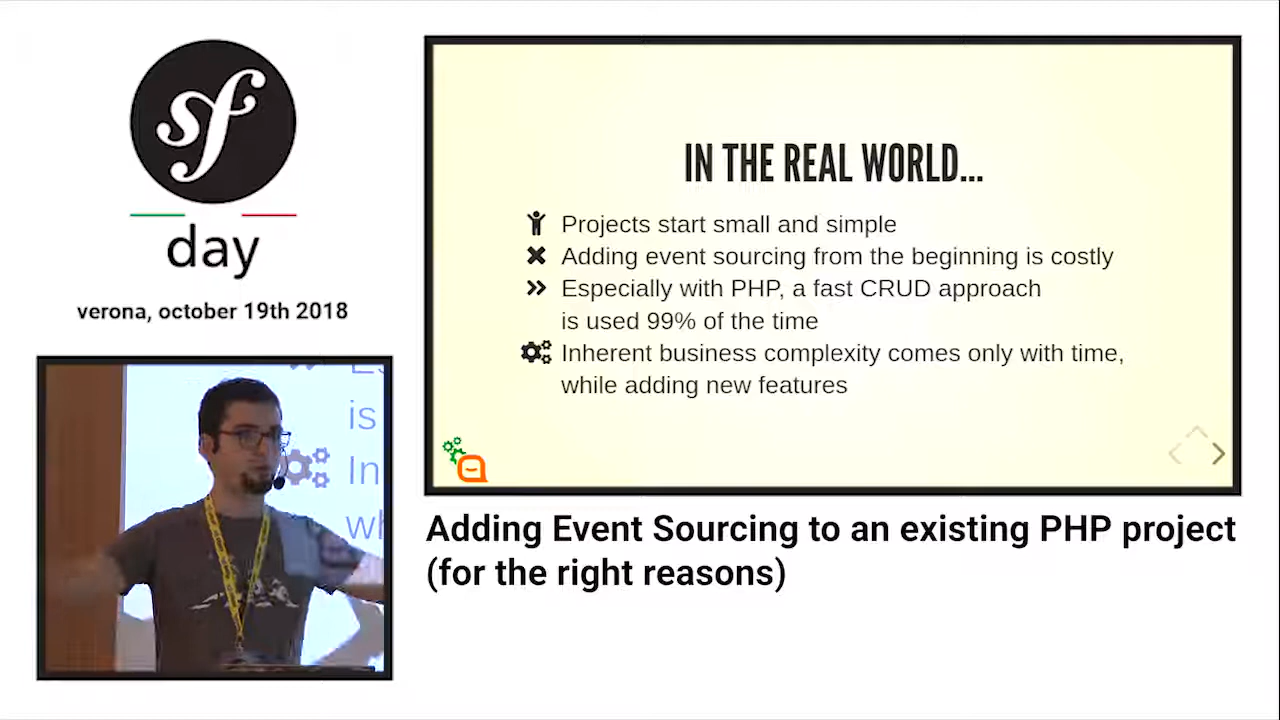 sf
day
verona, october 19th 2018
IN THE REAL WORLD...
Projects start small and simple
Adding event sourcing from the beginning is costly
Especially with PHP, a fast CRUD approach
is used 99% of the time
Inherent business complexity comes only with time,
while adding new features
is
In
wh
Adding Event Sourcing to an existing PHP project
(for the right reasons)